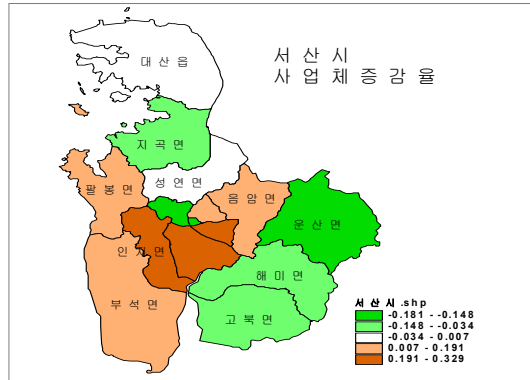 서 산 시
사 업 체 증 감 율
대 산 읍
지 곡 면
성 연 면
팔 봉 면
음 암 면
운 산 면
인 지 면
해 미 면
부 석 면
고 북 면
서 산 시 .shp
-0.181 - -0.148
-0.148 - -0.034
-0.034 - 0.007
0.007 - 0.191
0.191 - 0.329